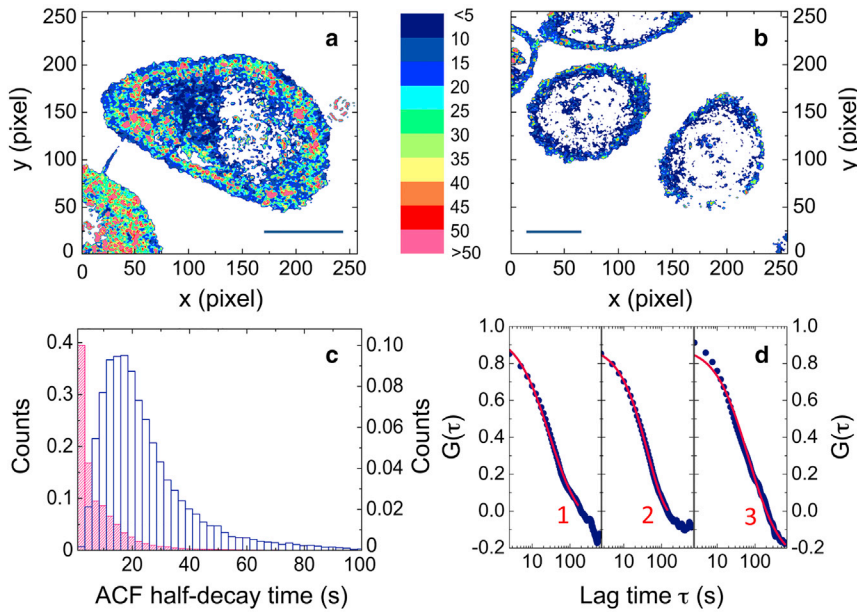 a
y (pixel)
250
200
150
100
50
0
0 50 100 150 200 250
x (pixel)
<5
10
15
20
25
30
35
40
45
50
>50
b
0 50 100 150 200 250
x (pixel)
250
200
150
100
50
0
y (pixel)
c
Counts
0.4
0.3
0.2
0.1
0
0 20 40 60 80 100
ACF half-decay time (s)
0.10
0.08
0.06
0.04
0.02
0
Counts
d
G(τ)
1.0
0.8
0.6
0.4
0.2
0.0
-0.2
1 2 3
10 100 10 100 10 100
Lag time τ (s)
1.0
0.8
0.6
0.4
0.2
0.0
-0.2
G(τ)